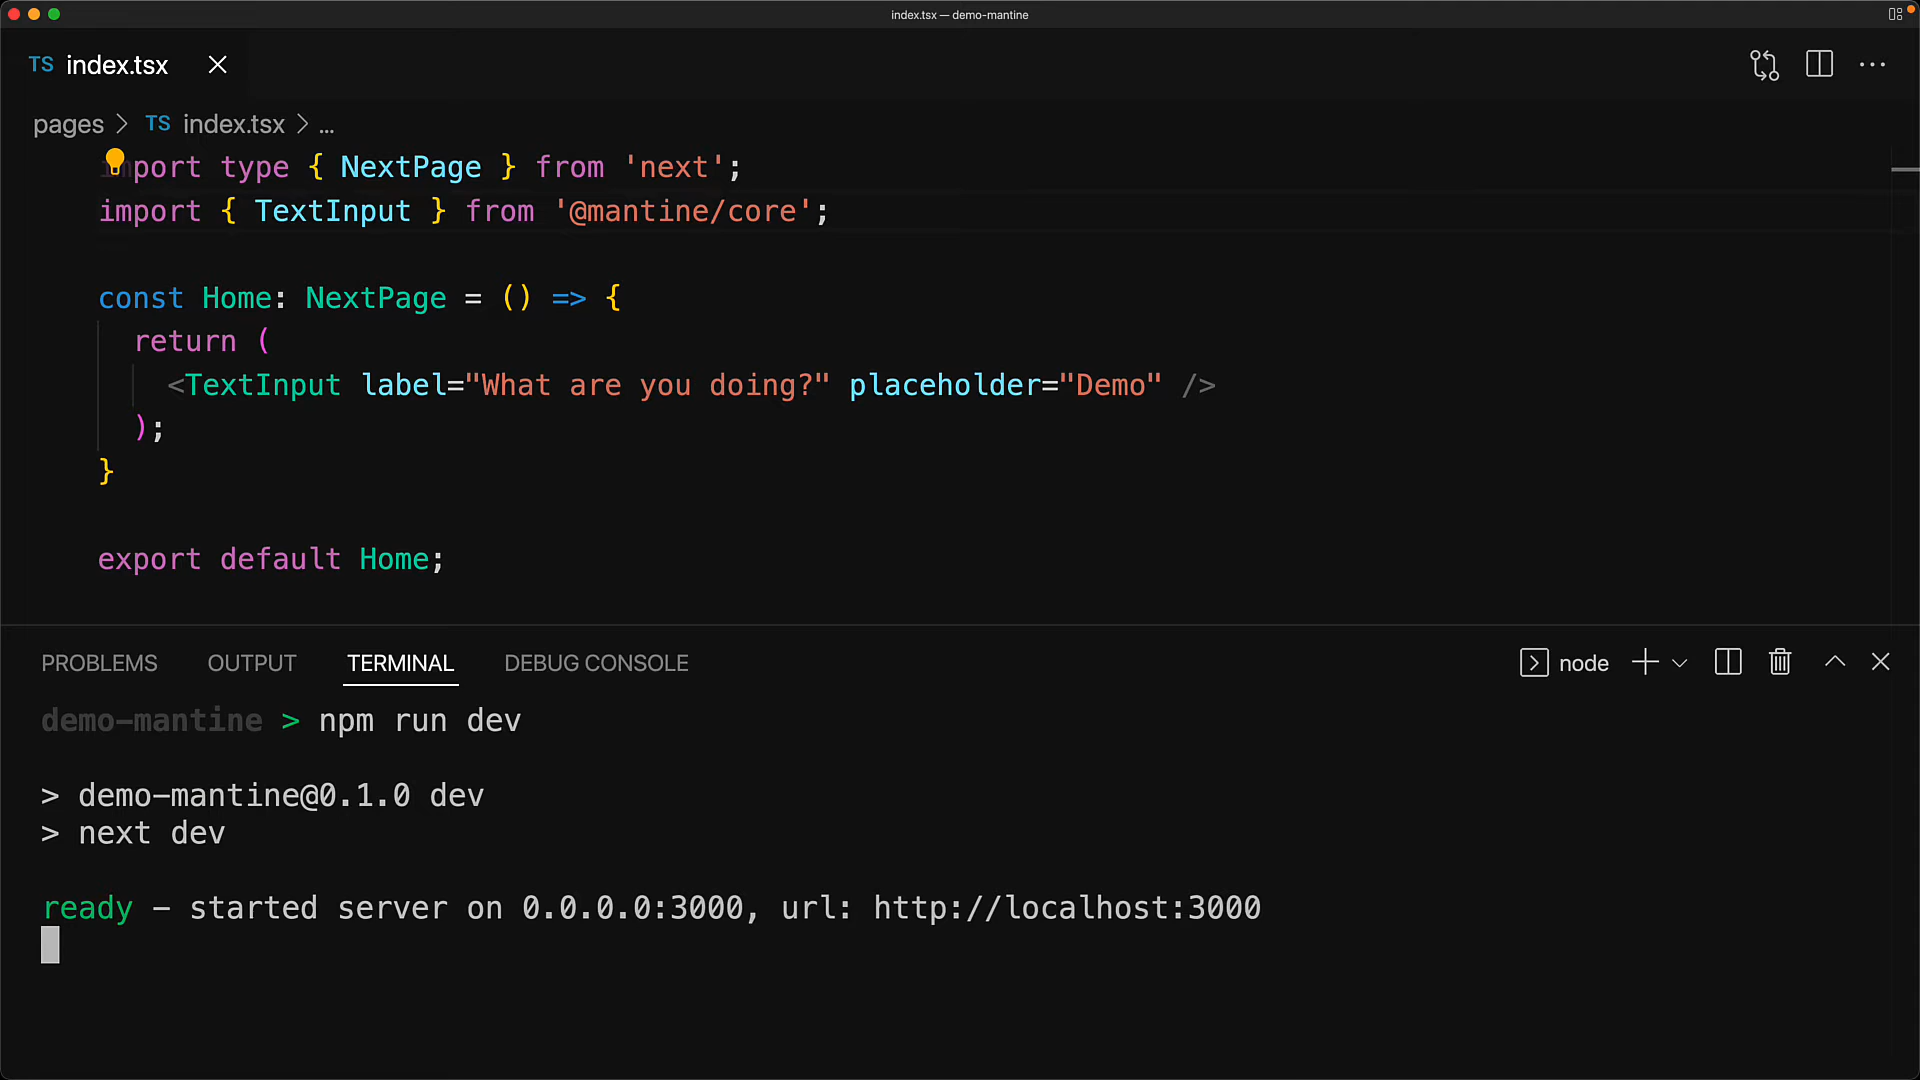 index.tsx — demo-mantine
TS index.tsx
pages > TS index.tsx > ...
import type { NextPage } from 'next';
import { TextInput } from '@mantine/core';
const Home: NextPage = () => {
return (
<TextInput label="What are you doing?" placeholder="Demo" />
);
}
export default Home;
PROBLEMS OUTPUT TERMINAL DEBUG CONSOLE node
demo-mantine > npm run dev
> demo-mantine@0.1.0 dev
> next dev
ready - started server on 0.0.0.0:3000, url: http://localhost:3000